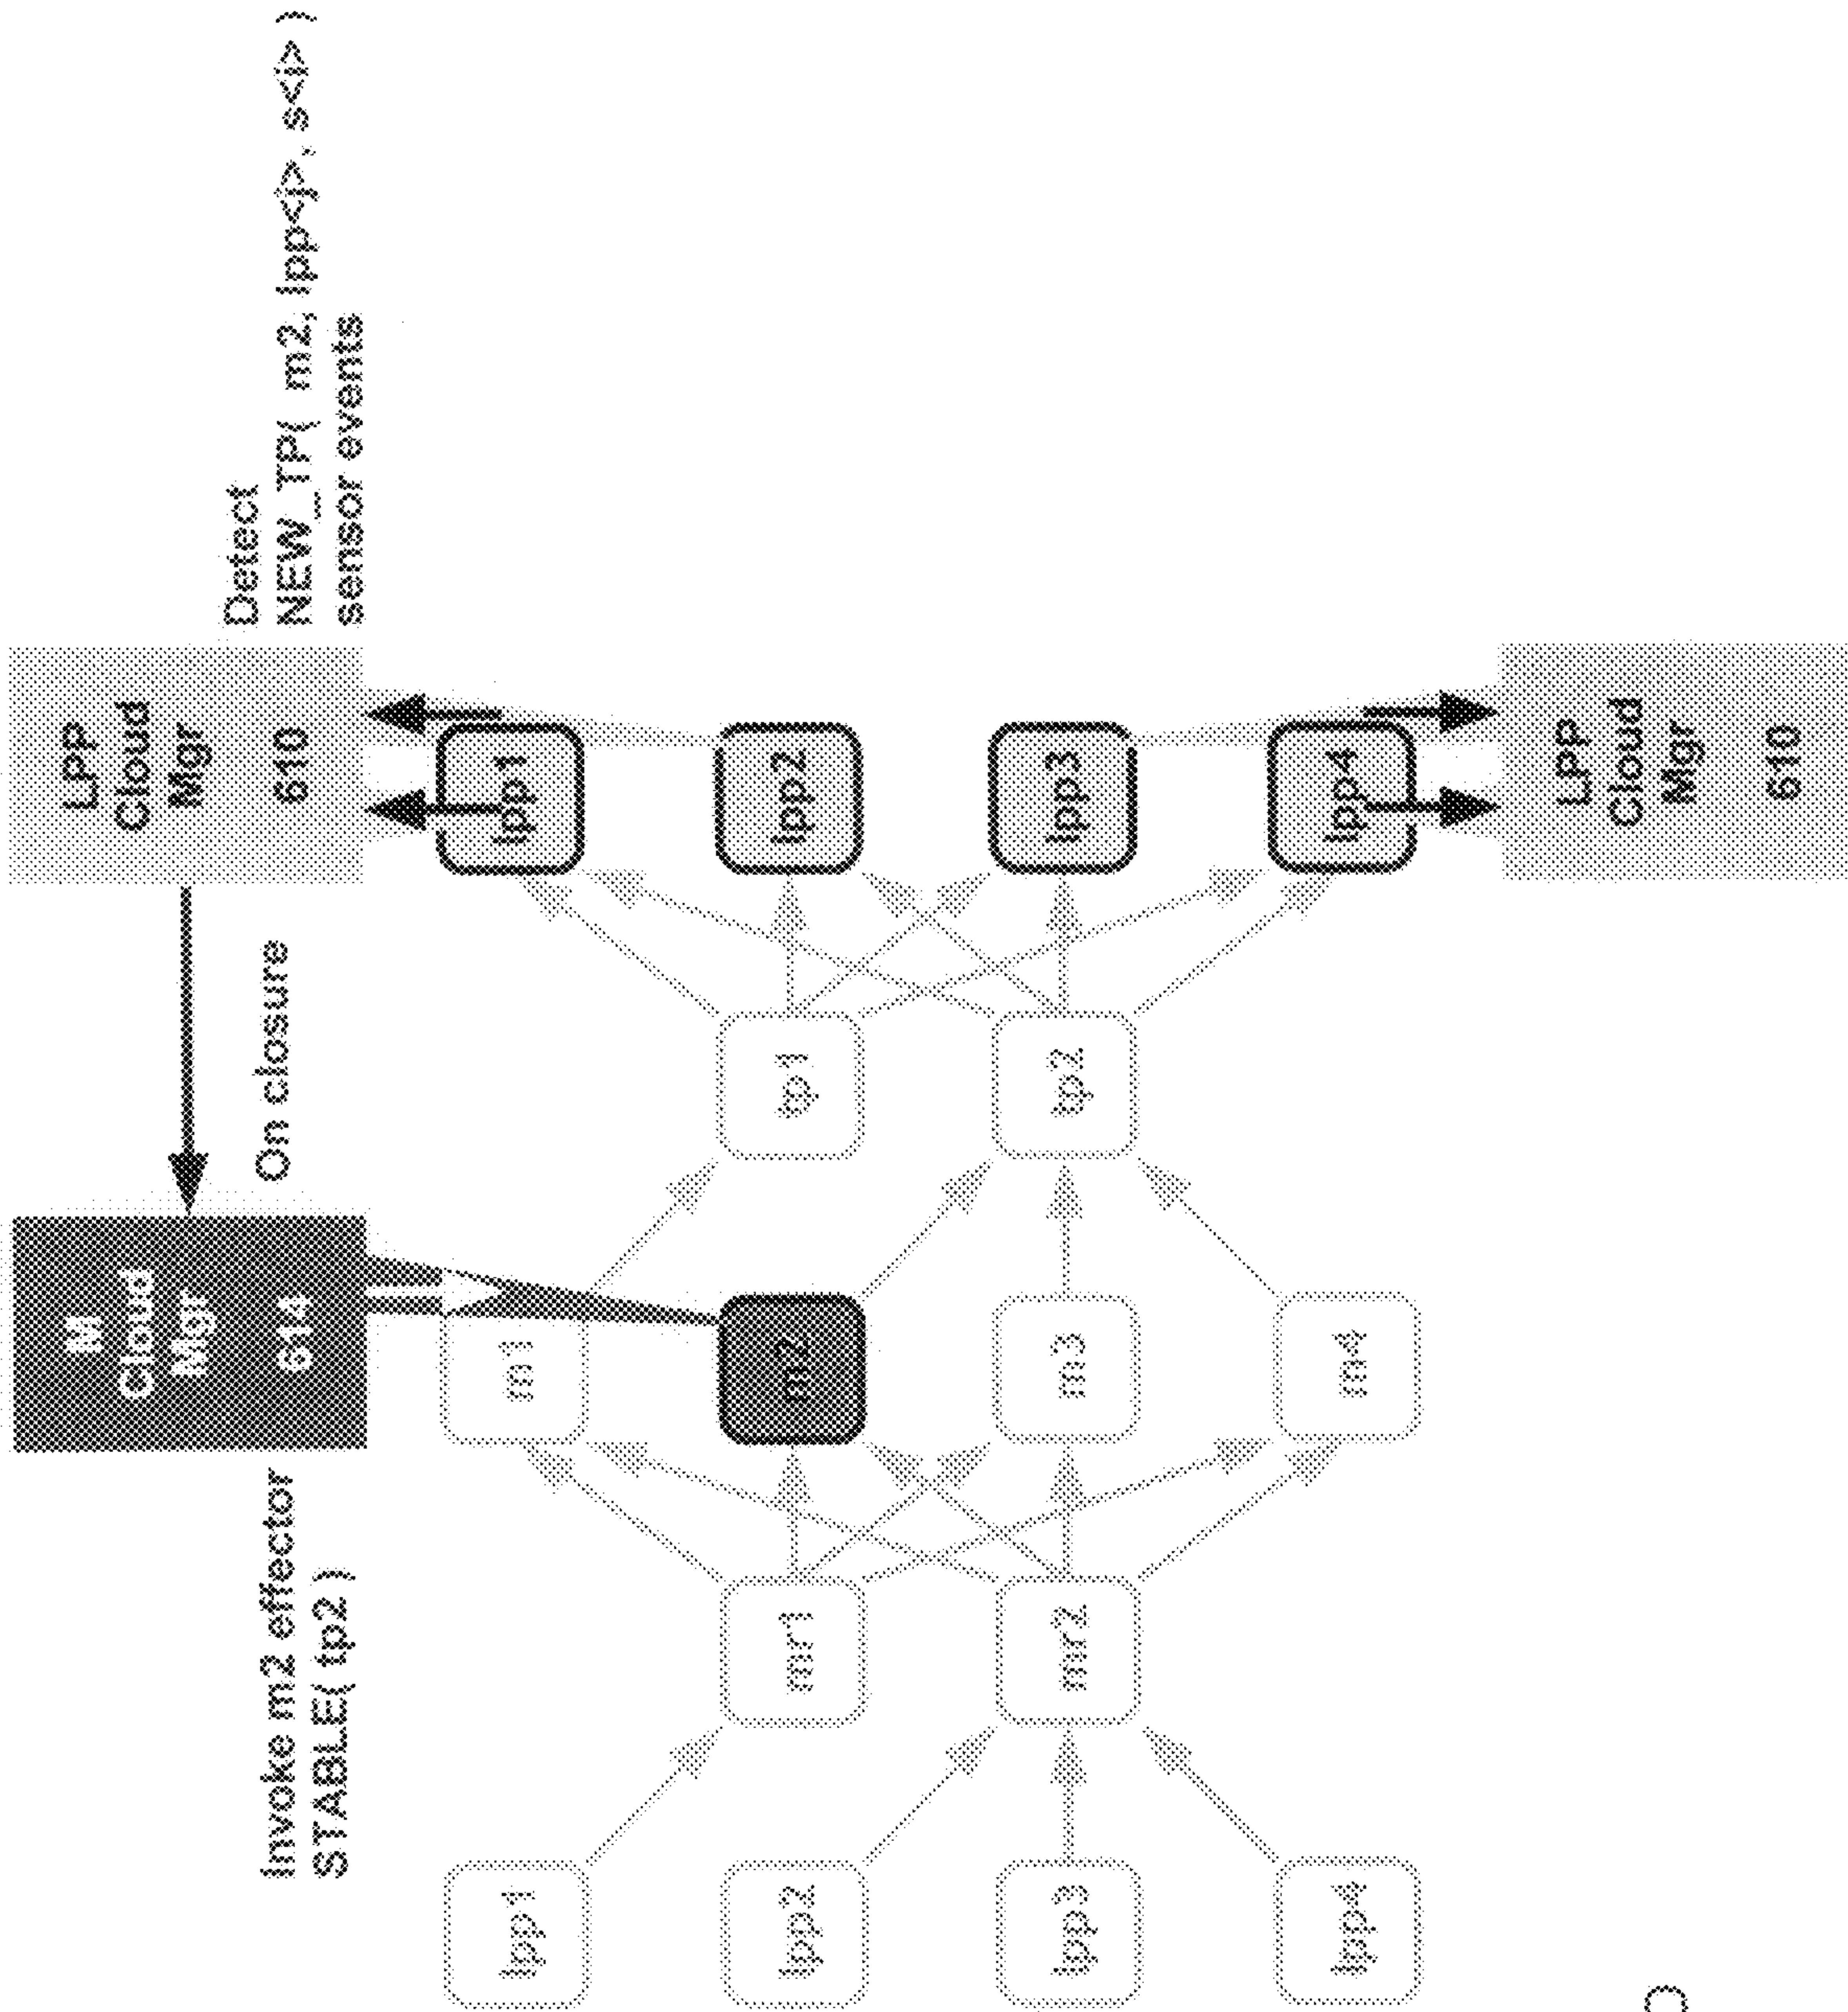 M
Cloud
Mgr
614
LPP
Cloud
Mgr
610
Invoke m2 effector
STABLE( tp2 )
On closure
Detect
NEW_TP( m2, lpp<j>, s<i> )
sensor events
lpp1
m1
lpp1
lpp2
mr1
m2
tp1
lpp2
lpp3
mr2
m3
tp2
lpp3
lpp4
m4
lpp4
LPP
Cloud
Mgr
610